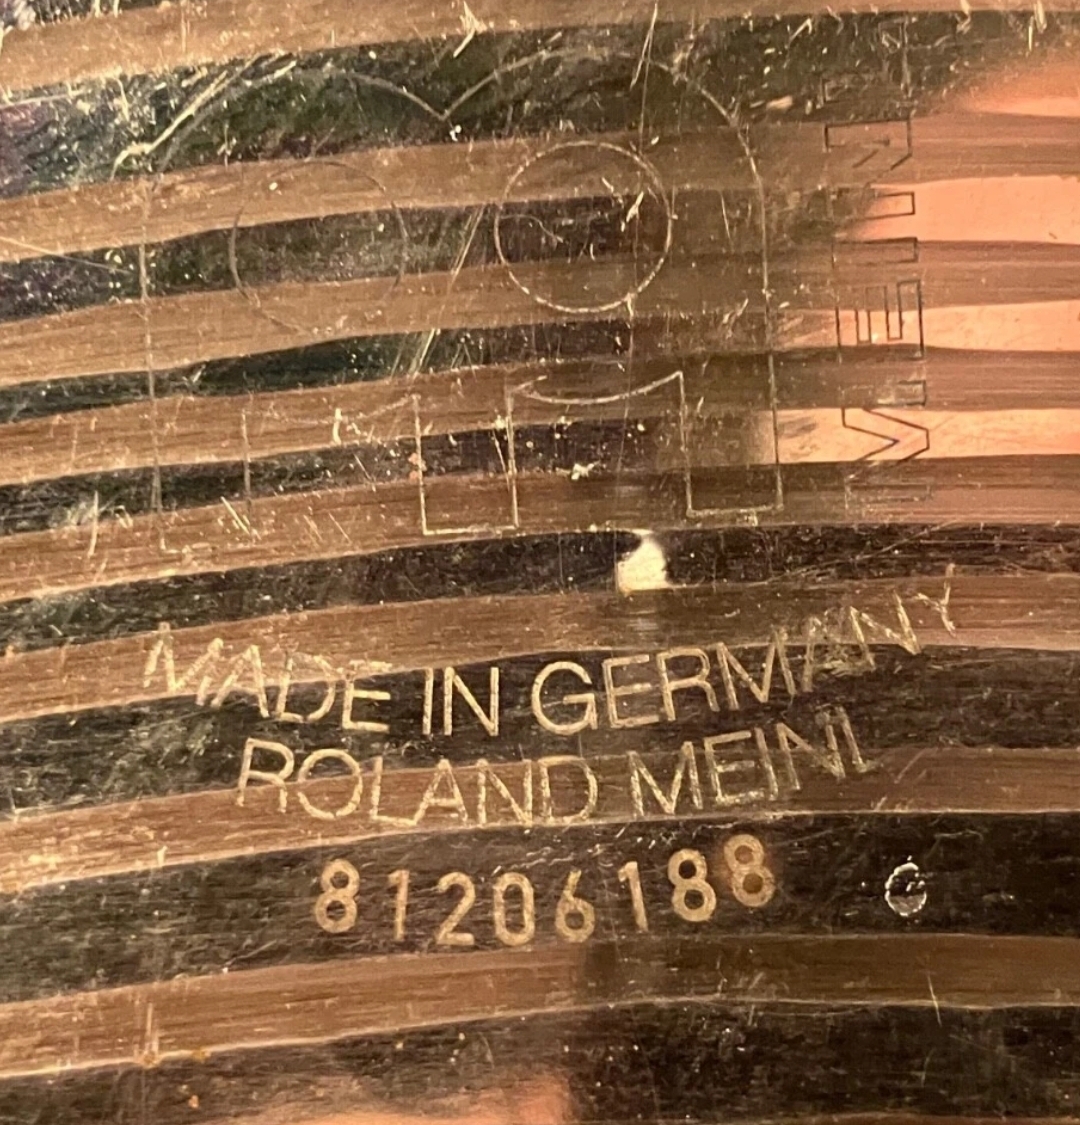 MADE IN GERMANY
ROLAND MEINL
81206188